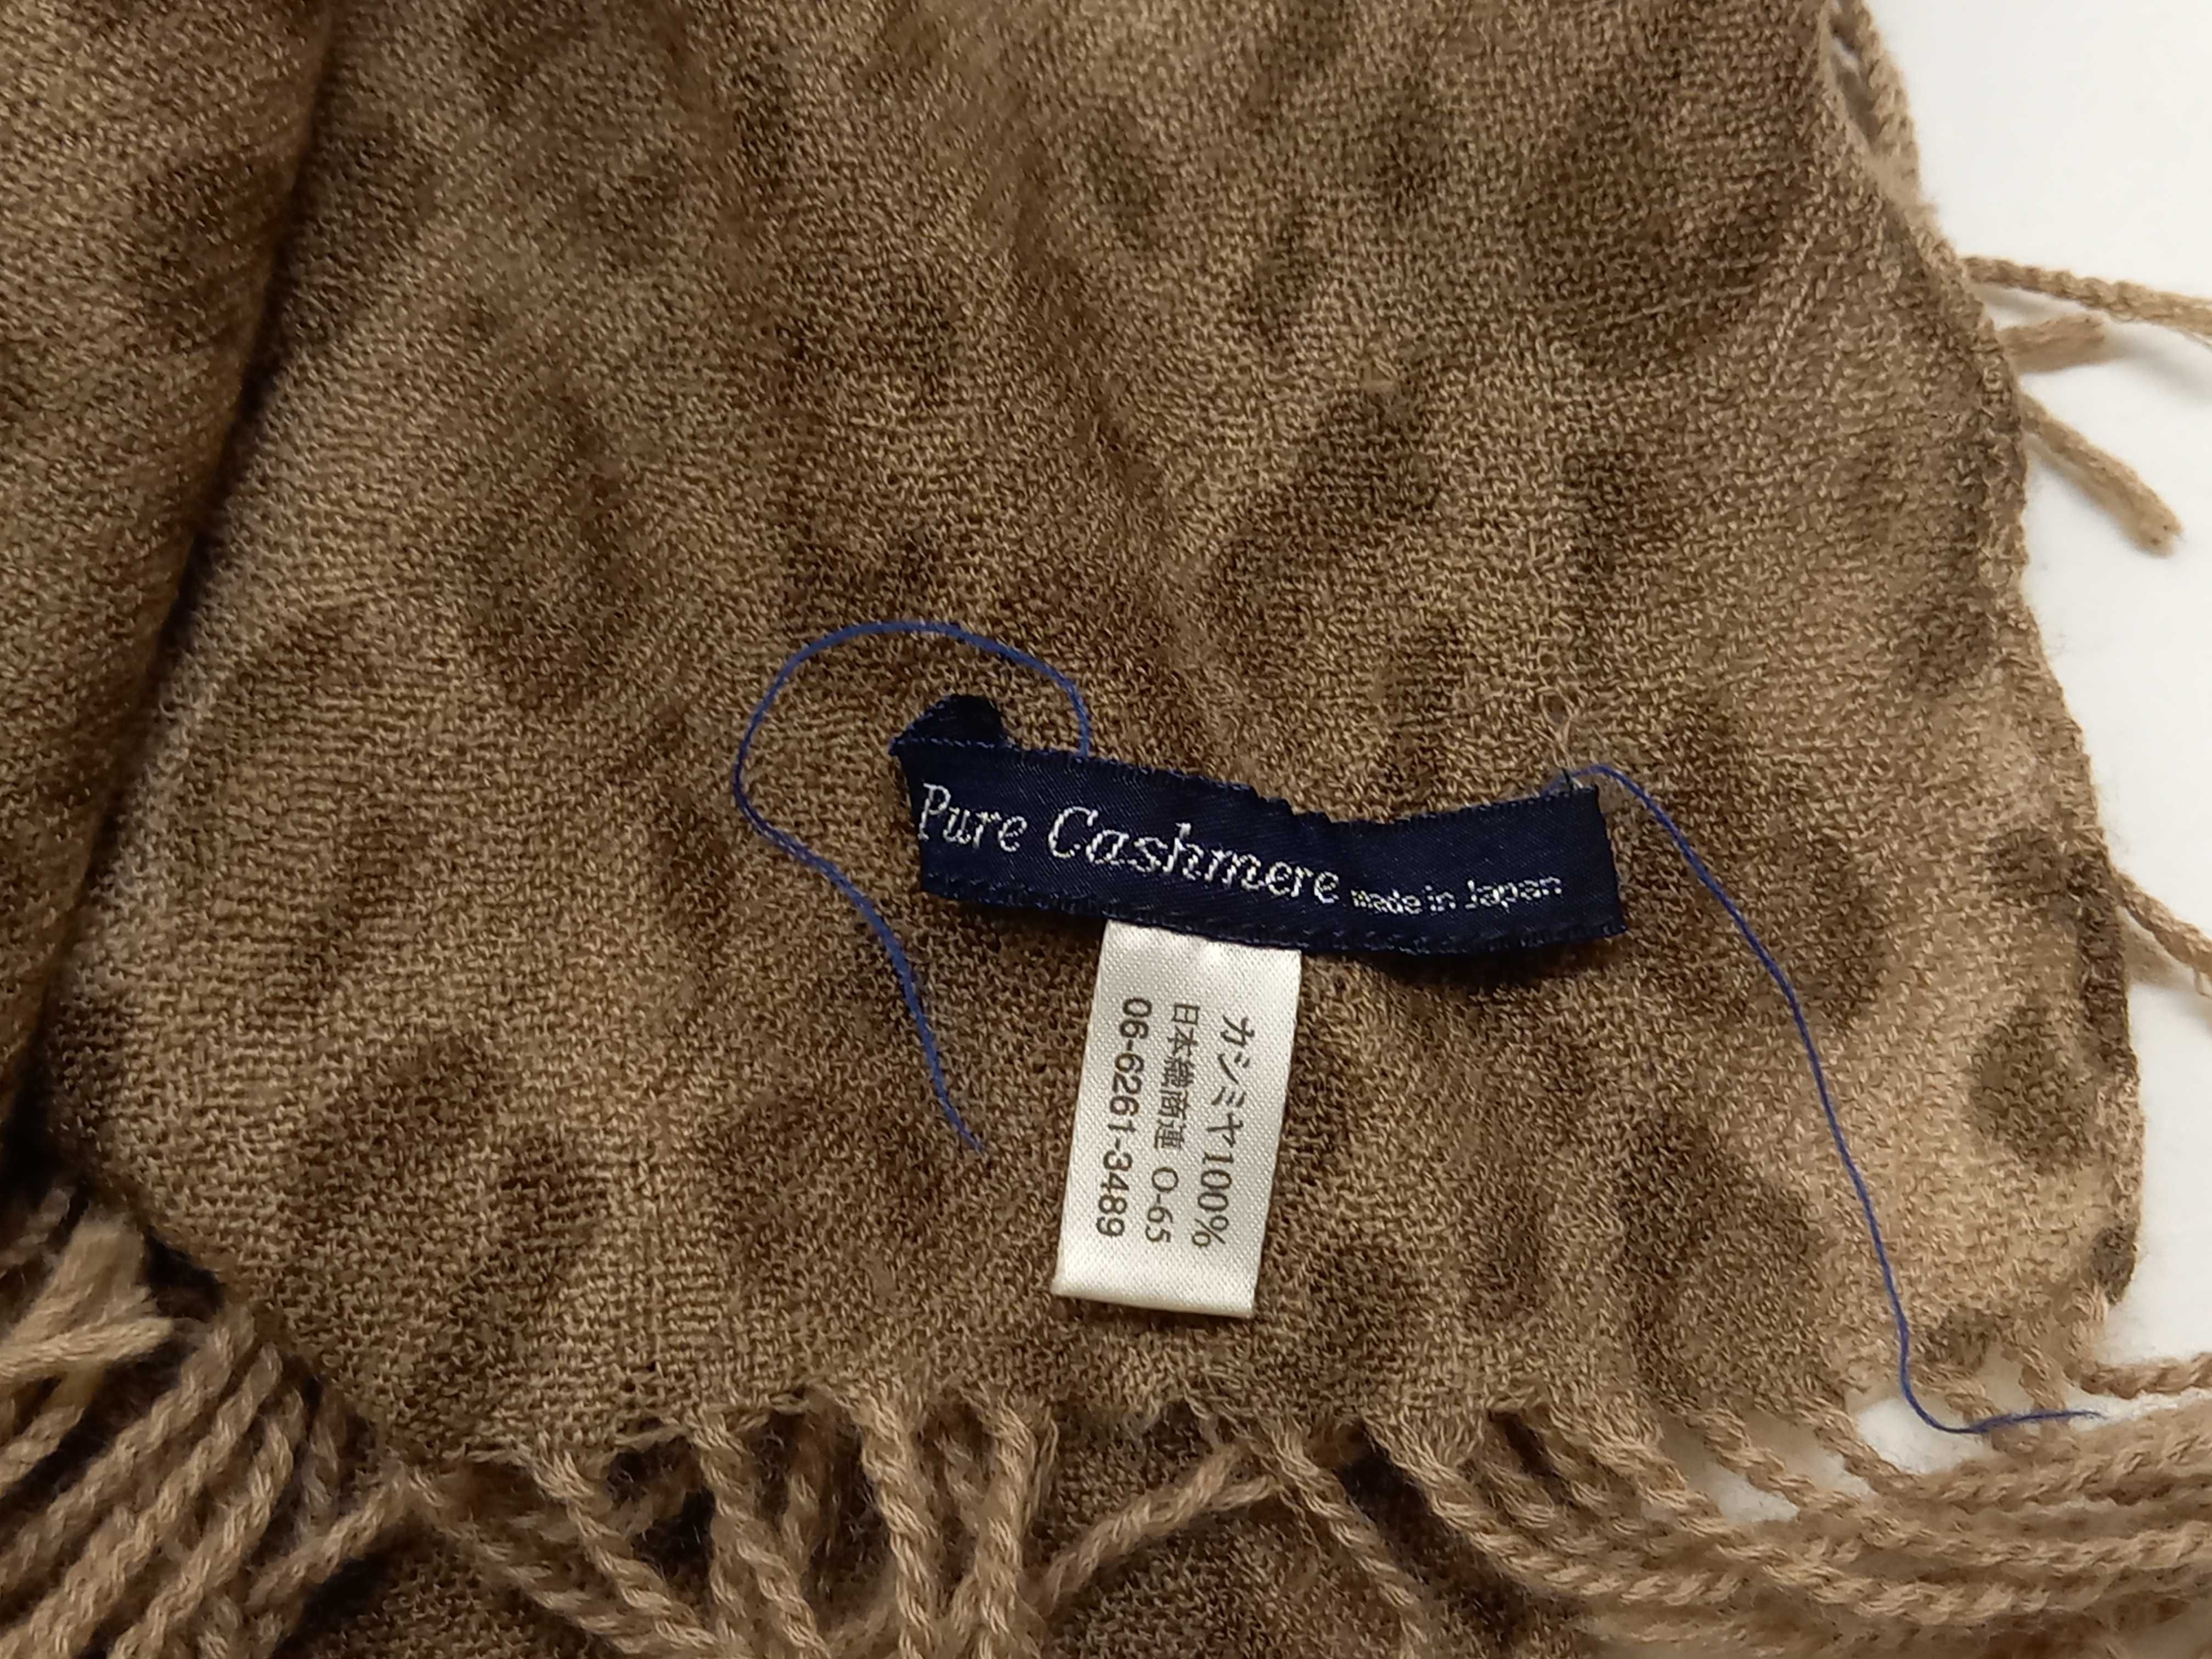 Pure Cashmere made in Japan
カシミヤ100%
日本繊商連 O-65
06-6261-3489